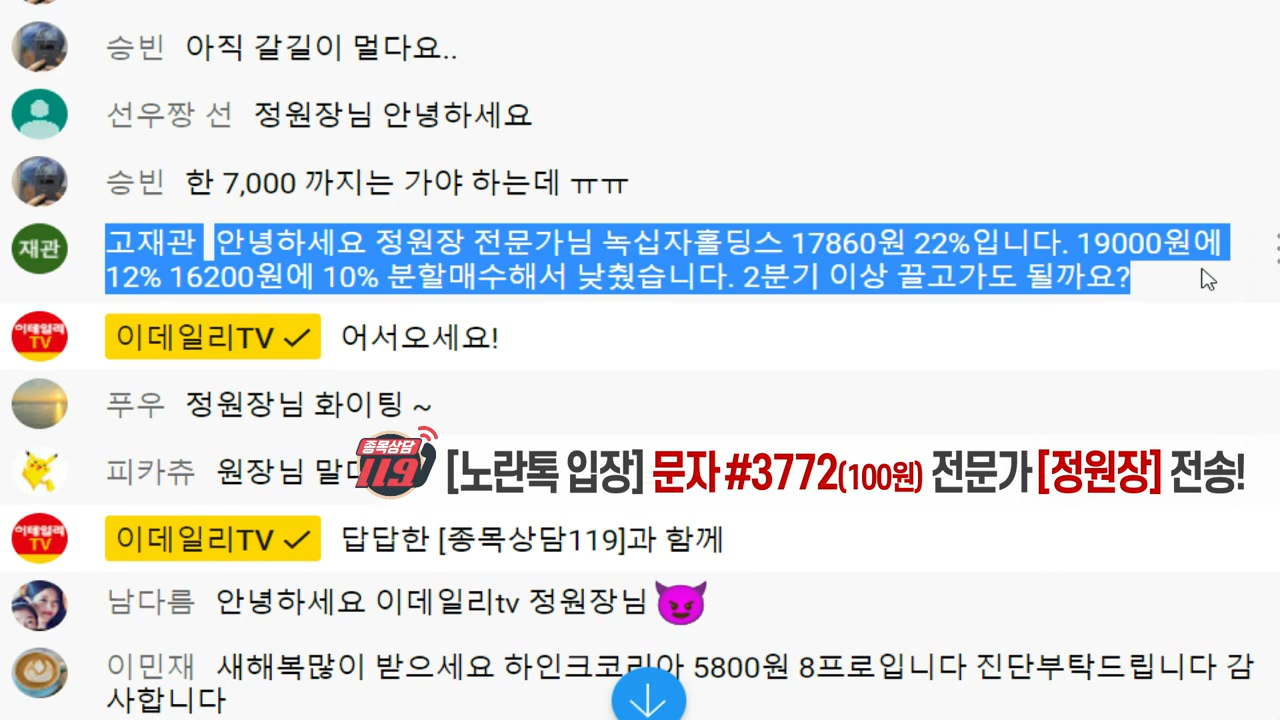 승빈 아직 갈길이 멀다요..
선우짱 선 정원장님 안녕하세요
승빈 한 7,000 까지는 가야 하는데 ㅠㅠ
재관 고재관 안녕하세요 정원장 전문가님 녹십자홀딩스 17860원 22%입니다. 19000원에
12% 16200원에 10% 분할매수해서 낮췄습니다. 2분기 이상 끌고가도 될까요?
이데일리 TV 이데일리TV 어서오세요!
푸우 정원장님 화이팅 ~
피카츄 원장님
종목상담 119 [노란톡 입장] 문자 #3772(100원) 전문가 [정원장] 전송!
이데일리 TV 이데일리TV 답답한 [종목상담119]과 함께
남다름 안녕하세요 이데일리tv 정원장님
이민재 새해복많이 받으세요 하인크코리아 5800원 8프로입니다 진단부탁드립니다 감
사합니다